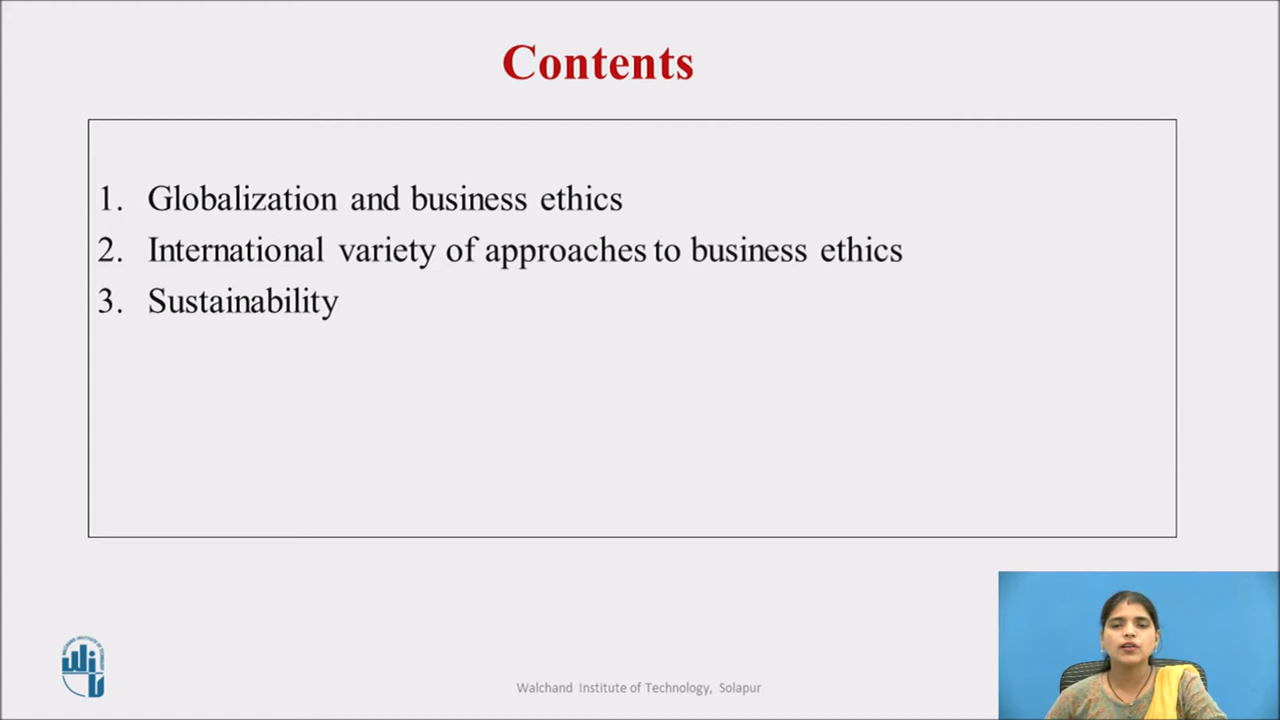 Contents
1. Globalization and business ethics
2. International variety of approaches to business ethics
3. Sustainability
Walchand Institute of Technology, Solapur